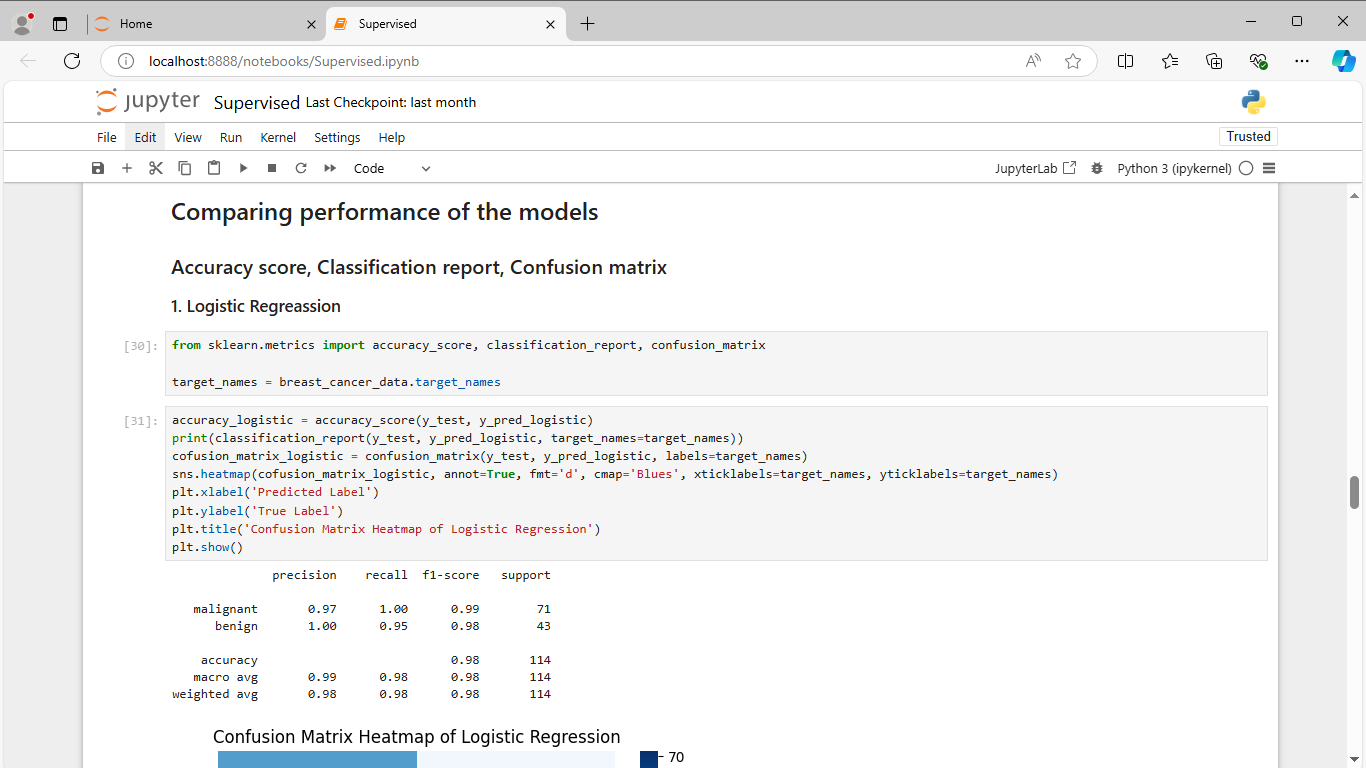 Home
Supervised
localhost:8888/notebooks/Supervised.ipynb
jupyter Supervised Last Checkpoint: last month
File Edit View Run Kernel Settings Help
Trusted
Code
JupyterLab
Python 3 (ipykernel)
Comparing performance of the models
Accuracy score, Classification report, Confusion matrix
1. Logistic Regreassion
[30]:
from sklearn.metrics import accuracy_score, classification_report, confusion_matrix
target_names = breast_cancer_data.target_names
[31]:
accuracy_logistic = accuracy_score(y_test, y_pred_logistic)
print(classification_report(y_test, y_pred_logistic, target_names=target_names))
cofusion_matrix_logistic = confusion_matrix(y_test, y_pred_logistic, labels=target_names)
sns.heatmap(cofusion_matrix_logistic, annot=True, fmt='d', cmap='Blues', xticklabels=target_names, yticklabels=target_names)
plt.xlabel('Predicted Label')
plt.ylabel('True Label')
plt.title('Confusion Matrix Heatmap of Logistic Regression')
plt.show()
precision recall f1-score support
malignant 0.97 1.00 0.99 71
benign 1.00 0.95 0.98 43
accuracy 0.98 114
macro avg 0.99 0.98 0.98 114
weighted avg 0.98 0.98 0.98 114
Confusion Matrix Heatmap of Logistic Regression
70